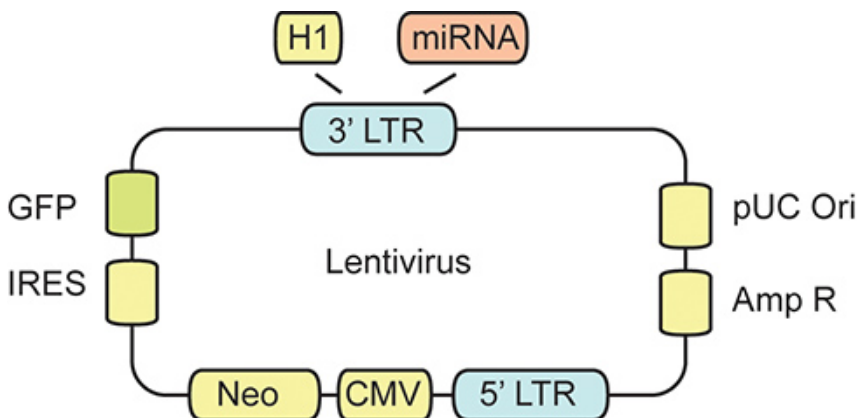 H1 miRNA
3’ LTR
GFP
pUC Ori
IRES
Lentivirus
Amp R
Neo CMV 5’ LTR